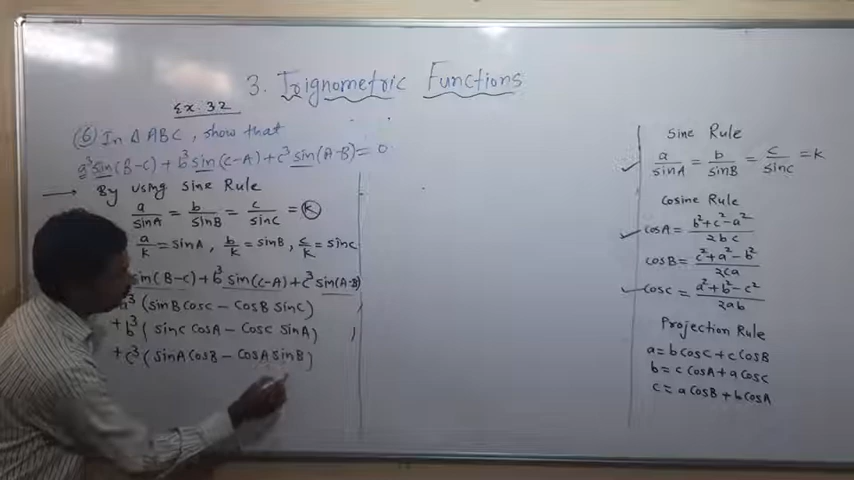 3. Trignometric Functions
Ex: 3.2
(6) In Δ ABC, show that
a³ sin(B-C) + b³ sin(C-A) + c³ sin(A-B) = 0
→ By using sine Rule
a/sinA = b/sinB = c/sinC = K
a/K = sinA, b/K = sinB, c/K = sinC
sin(B-C) + b³ sin(C-A) + c³ sin(A-B)
a³ (sinB cosC - cosB sinC)
+ b³ ( sinC cosA - cosC sinA)
+ c³ ( sinA cosB - cosA sinB)
Sine Rule
a/sinA = b/sinB = c/sinC = K
Cosine Rule
cosA = b²+c²-a²/2bc
cosB = c²+a²-b²/2ca
cosC = a²+b²-c²/2ab
Projection Rule
a = b cosC + c cosB
b = c cosA + a cosC
c = a cosB + b cosA